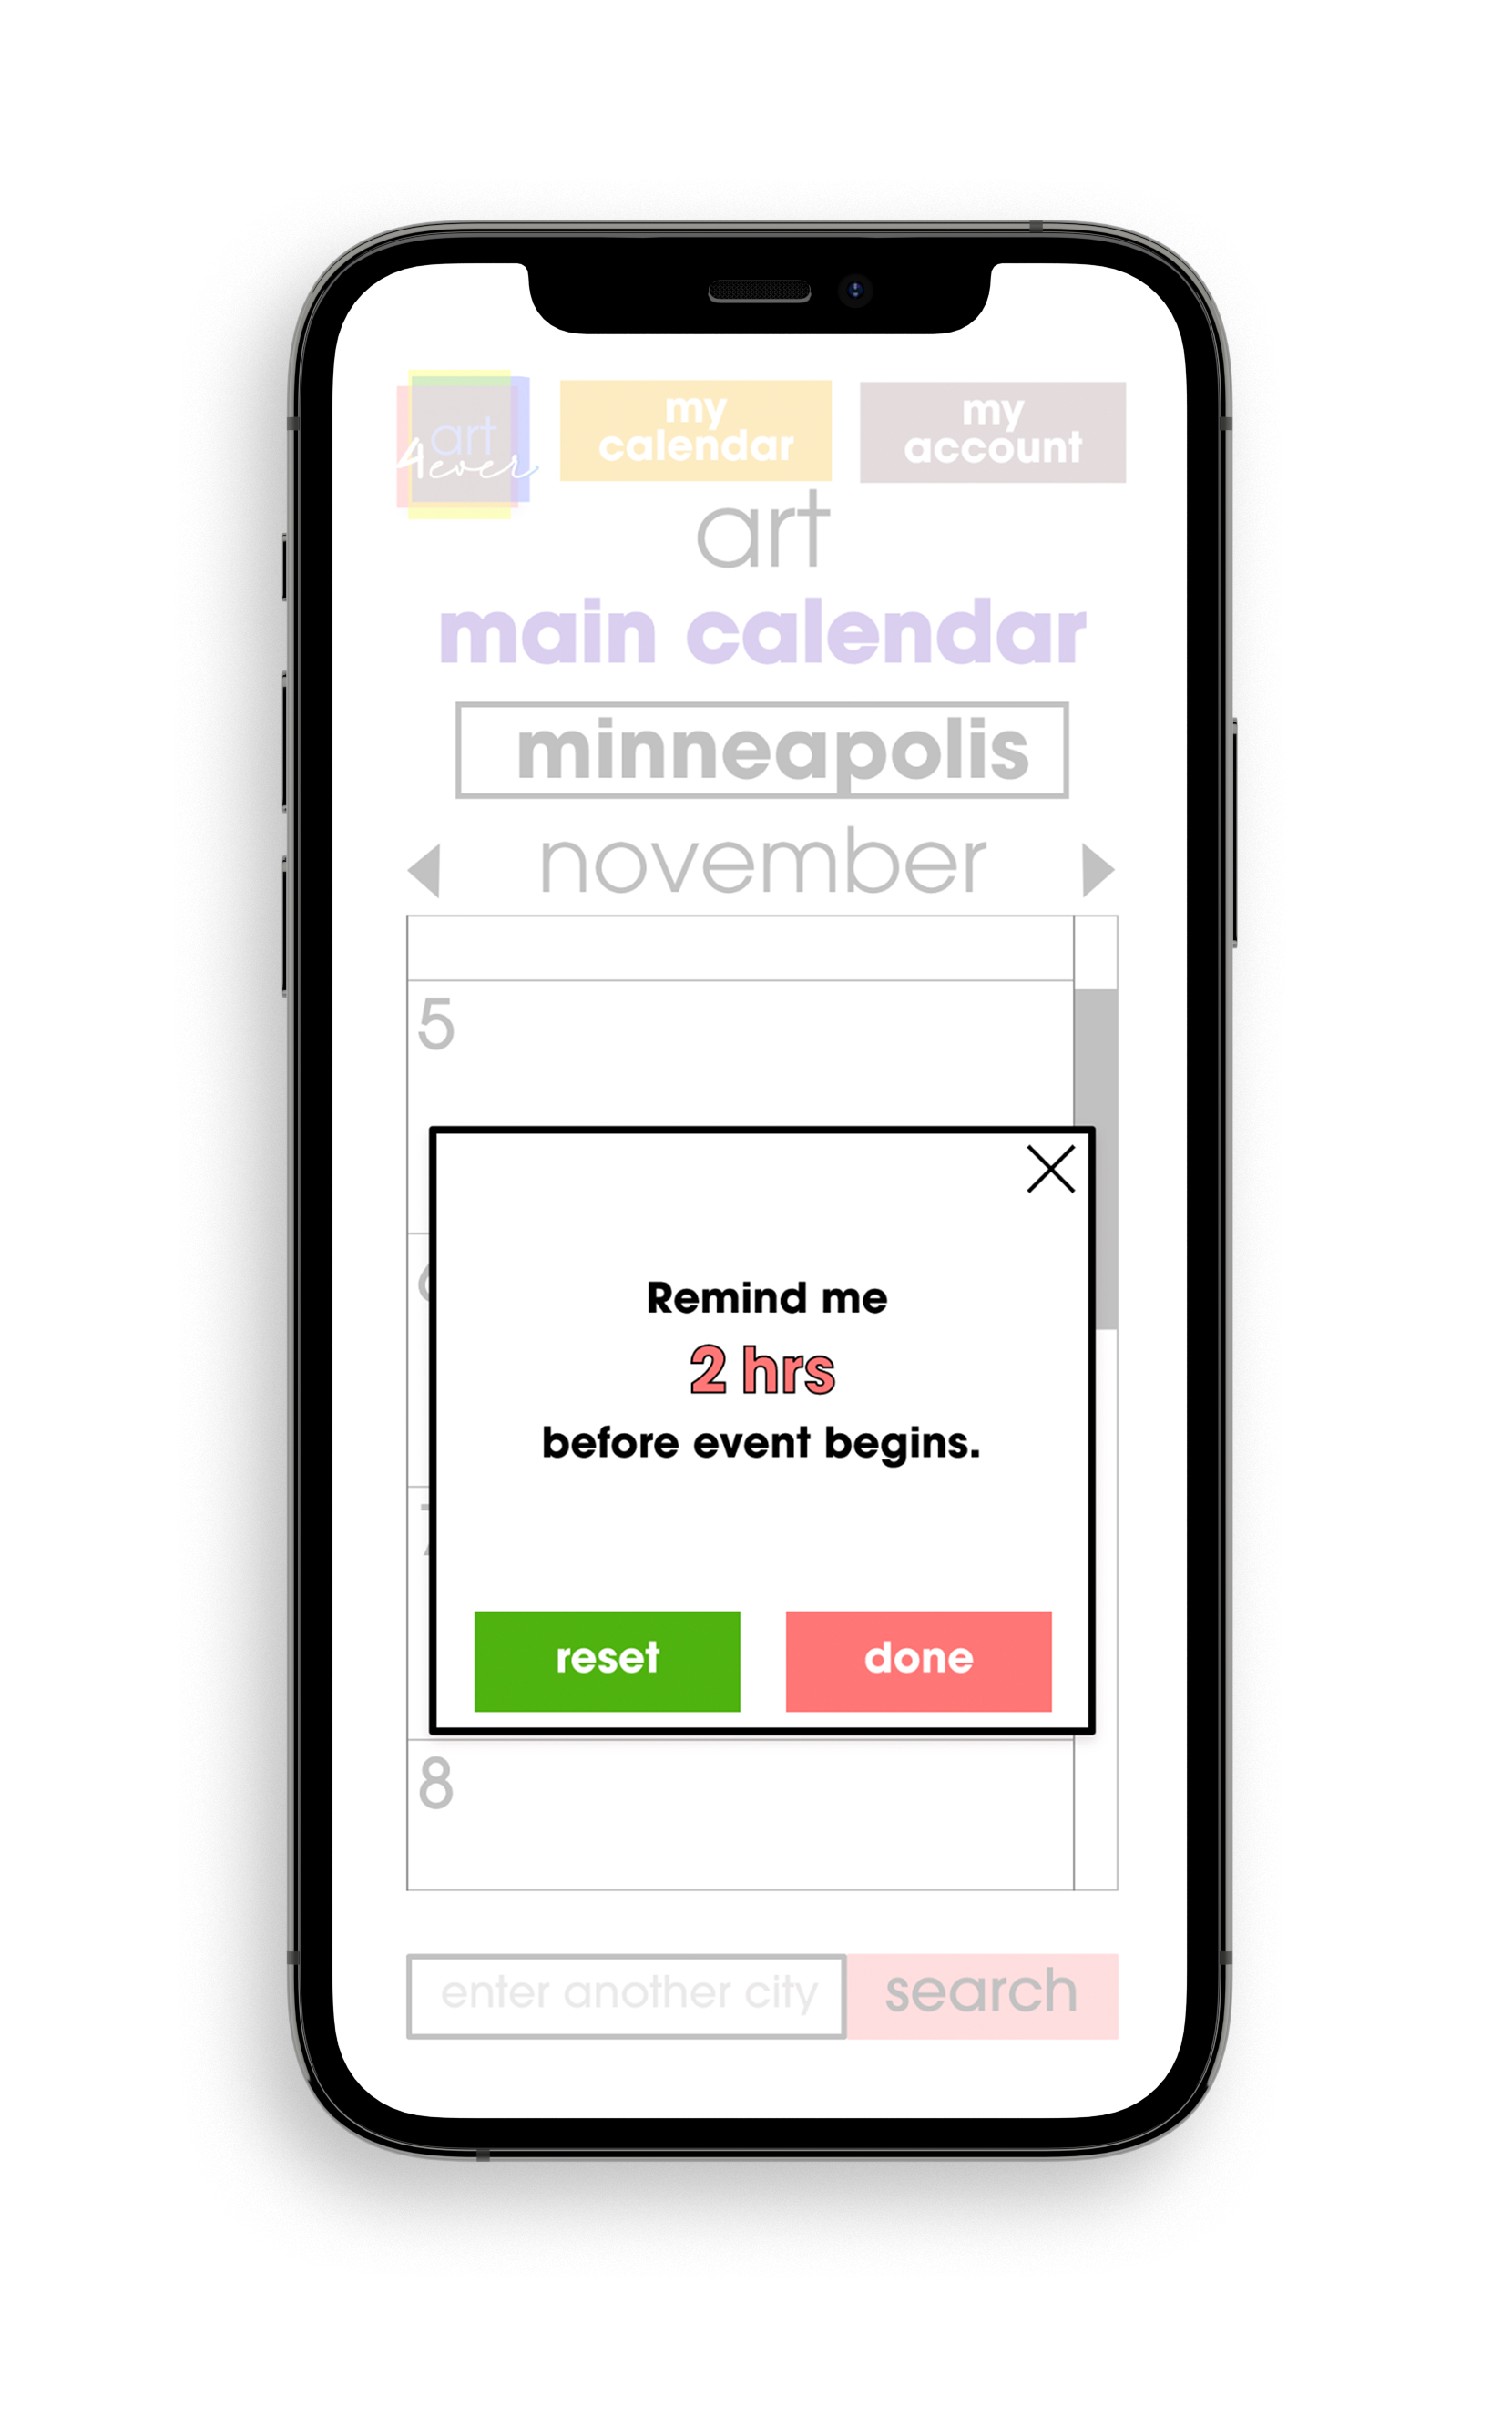 art
4ever
my
calendar
my
account
art
main calendar
minneapolis
november
5
Remind me
2 hrs
before event begins.
reset
done
8
enter another city
search